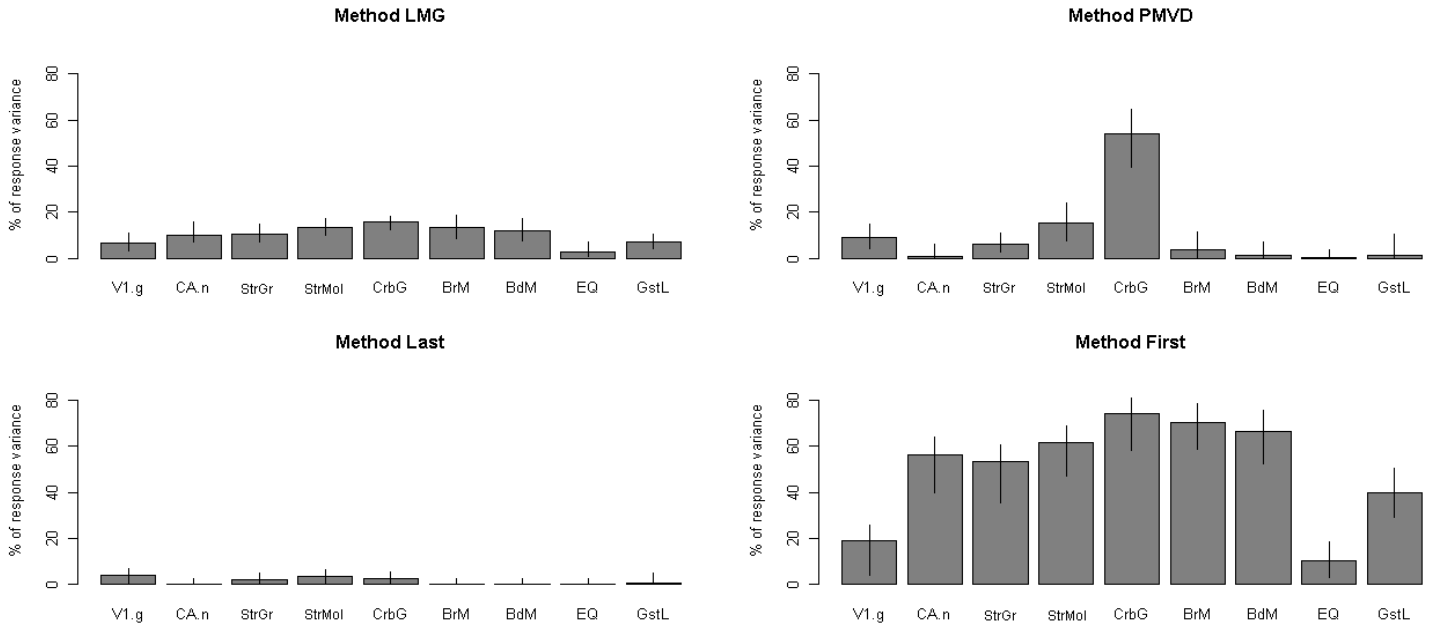 Method LMG
% of response variance
0 20 40 60 80
V1.g CA.n StrGr StrMol CrbG BrM BdM EQ GstL
Method PMVD
% of response variance
0 20 40 60 80
V1.g CA.n StrGr StrMol CrbG BrM BdM EQ GstL
Method Last
% of response variance
0 20 40 60 80
V1.g CA.n StrGr StrMol CrbG BrM BdM EQ GstL
Method First
% of response variance
0 20 40 60 80
V1.g CA.n StrGr StrMol CrbG BrM BdM EQ GstL